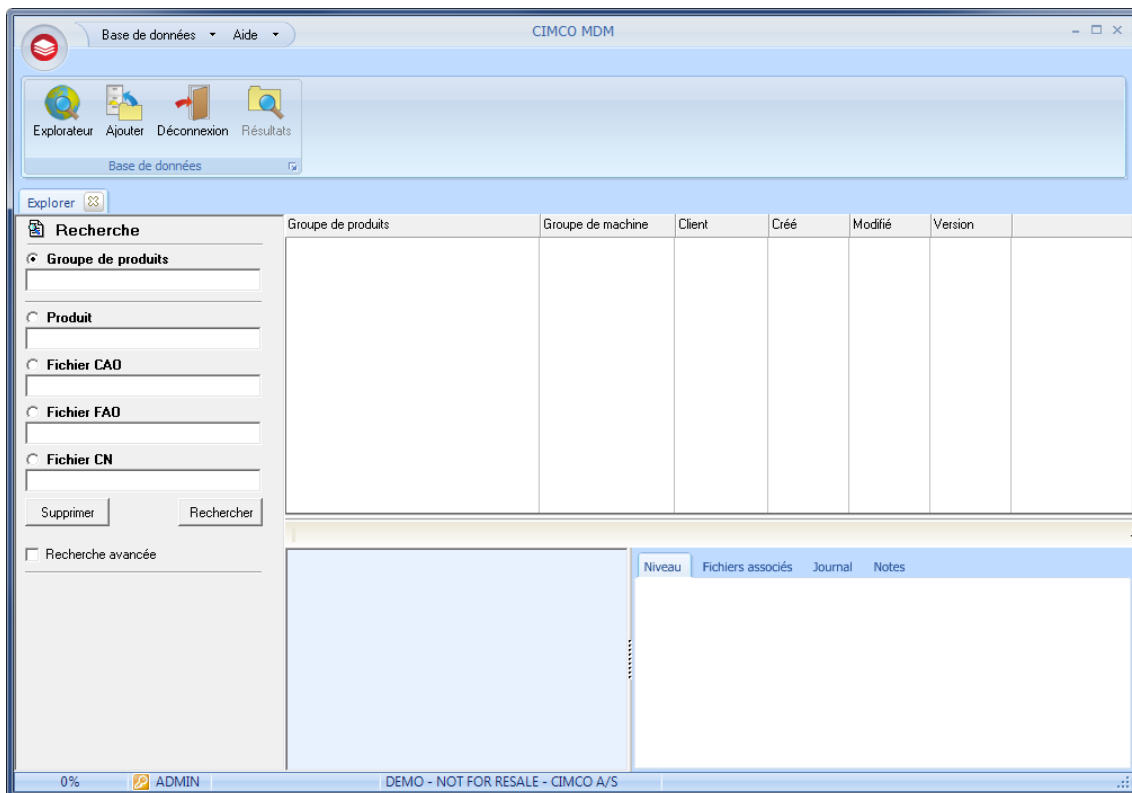 Base de données Aide CIMCO MDM
Explorateur Ajouter Déconnexion Résultats
Base de données
Explorer
Recherche
Groupe de produits Groupe de machine Client Créé Modifié Version
Groupe de produits
Produit
Fichier CAO
Fichier FAO
Fichier CN
Supprimer Rechercher
Recherche avancée
Niveau Fichiers associés Journal Notes
0% ADMIN DEMO - NOT FOR RESALE - CIMCO A/S